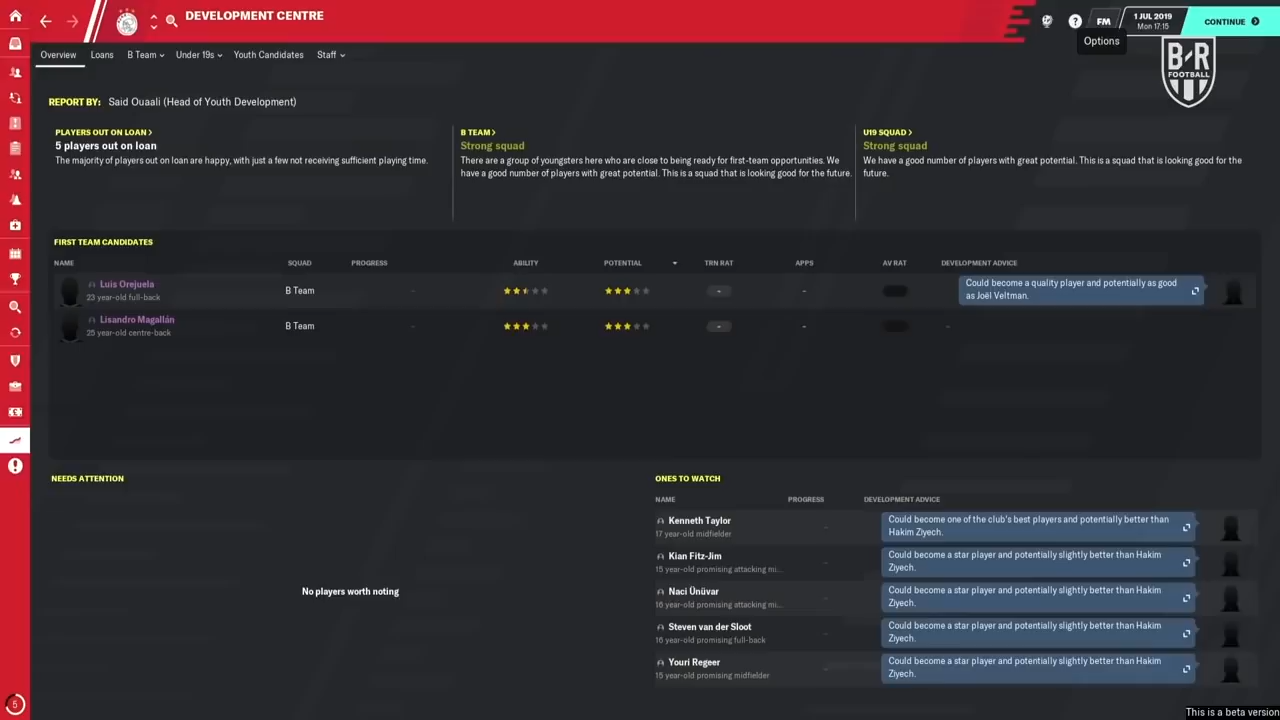 DEVELOPMENT CENTRE
1 JUL 2019
Mon 17:15
FM
CONTINUE
Options
B R
FOOTBALL
Overview
Loans
B Team
Under 19s
Youth Candidates
Staff
REPORT BY: Said Ouaali (Head of Youth Development)
PLAYERS OUT ON LOAN >
5 players out on loan
The majority of players out on loan are happy, with just a few not receiving sufficient playing time.
B TEAM >
Strong squad
There are a group of youngsters here who are close to being ready for first-team opportunities. We
have a good number of players with great potential. This is a squad that is looking good for the future.
U19 SQUAD >
Strong squad
We have a good number of players with great potential. This is a squad that is looking good for the
future.
FIRST TEAM CANDIDATES
NAME SQUAD PROGRESS ABILITY POTENTIAL TRN RAT APPS AV RAT DEVELOPMENT ADVICE
Luis Orejuela
23 year-old full-back
B Team - - -
Could become a quality player and potentially as good
as Joël Veltman.
Lisandro Magallán
25 year-old centre-back
B Team - - - -
NEEDS ATTENTION
No players worth noting
ONES TO WATCH
NAME PROGRESS DEVELOPMENT ADVICE
Kenneth Taylor
17 year-old midfielder
-
Could become one of the club's best players and potentially better than
Hakim Ziyech.
Kian Fitz-Jim
15 year-old promising attacking mi...
-
Could become a star player and potentially slightly better than Hakim
Ziyech.
Naci Ünüvar
16 year-old promising attacking mi...
-
Could become a star player and potentially slightly better than Hakim
Ziyech.
Steven van der Sloot
16 year-old promising full-back
-
Could become a star player and potentially slightly better than Hakim
Ziyech.
Youri Regeer
15 year-old promising midfielder
-
Could become a star player and potentially slightly better than Hakim
Ziyech.
5
This is a beta version